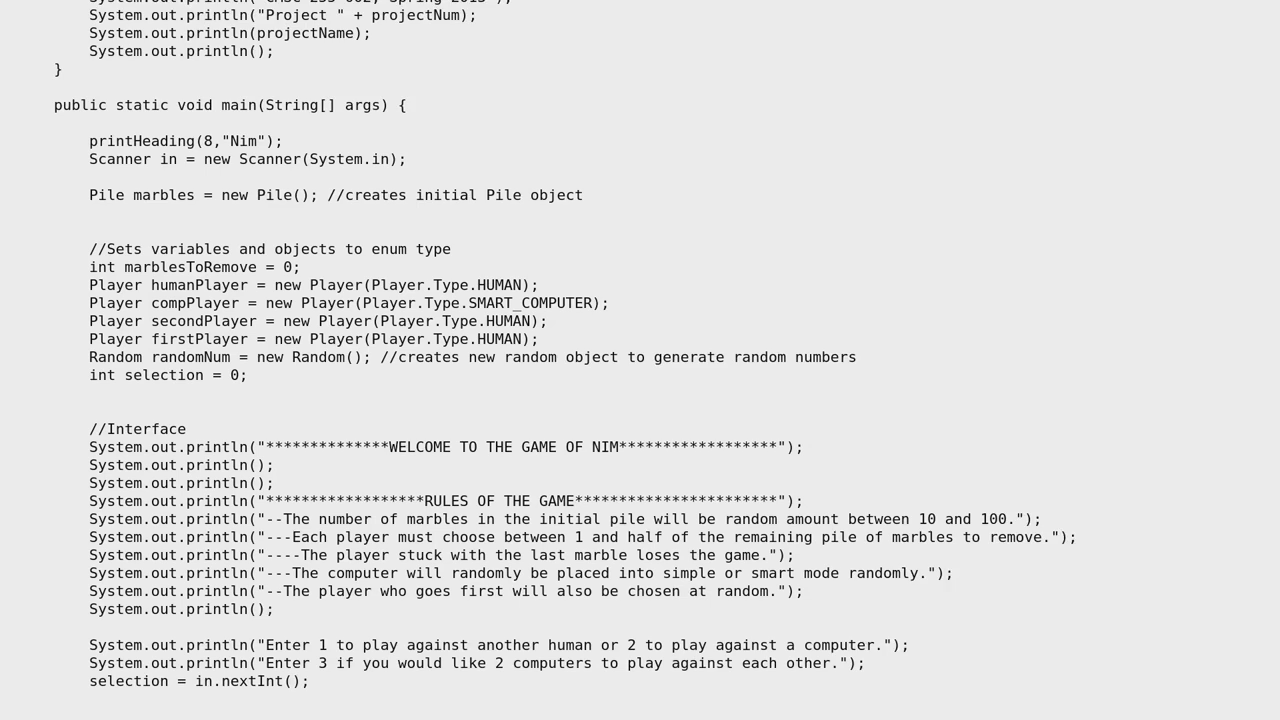 System.out.println("Project " + projectNum);
System.out.println(projectName);
System.out.println();
}
public static void main(String[] args) {
printHeading(8,"Nim");
Scanner in = new Scanner(System.in);
Pile marbles = new Pile(); //creates initial Pile object
//Sets variables and objects to enum type
int marblesToRemove = 0;
Player humanPlayer = new Player(Player.Type.HUMAN);
Player compPlayer = new Player(Player.Type.SMART_COMPUTER);
Player secondPlayer = new Player(Player.Type.HUMAN);
Player firstPlayer = new Player(Player.Type.HUMAN);
Random randomNum = new Random(); //creates new random object to generate random numbers
int selection = 0;
//Interface
System.out.println("**************WELCOME TO THE GAME OF NIM******************");
System.out.println();
System.out.println();
System.out.println("******************RULES OF THE GAME***********************");
System.out.println("--The number of marbles in the initial pile will be random amount between 10 and 100.");
System.out.println("---Each player must choose between 1 and half of the remaining pile of marbles to remove.");
System.out.println("----The player stuck with the last marble loses the game.");
System.out.println("---The computer will randomly be placed into simple or smart mode randomly.");
System.out.println("--The player who goes first will also be chosen at random.");
System.out.println();
System.out.println("Enter 1 to play against another human or 2 to play against a computer.");
System.out.println("Enter 3 if you would like 2 computers to play against each other.");
selection = in.nextInt();